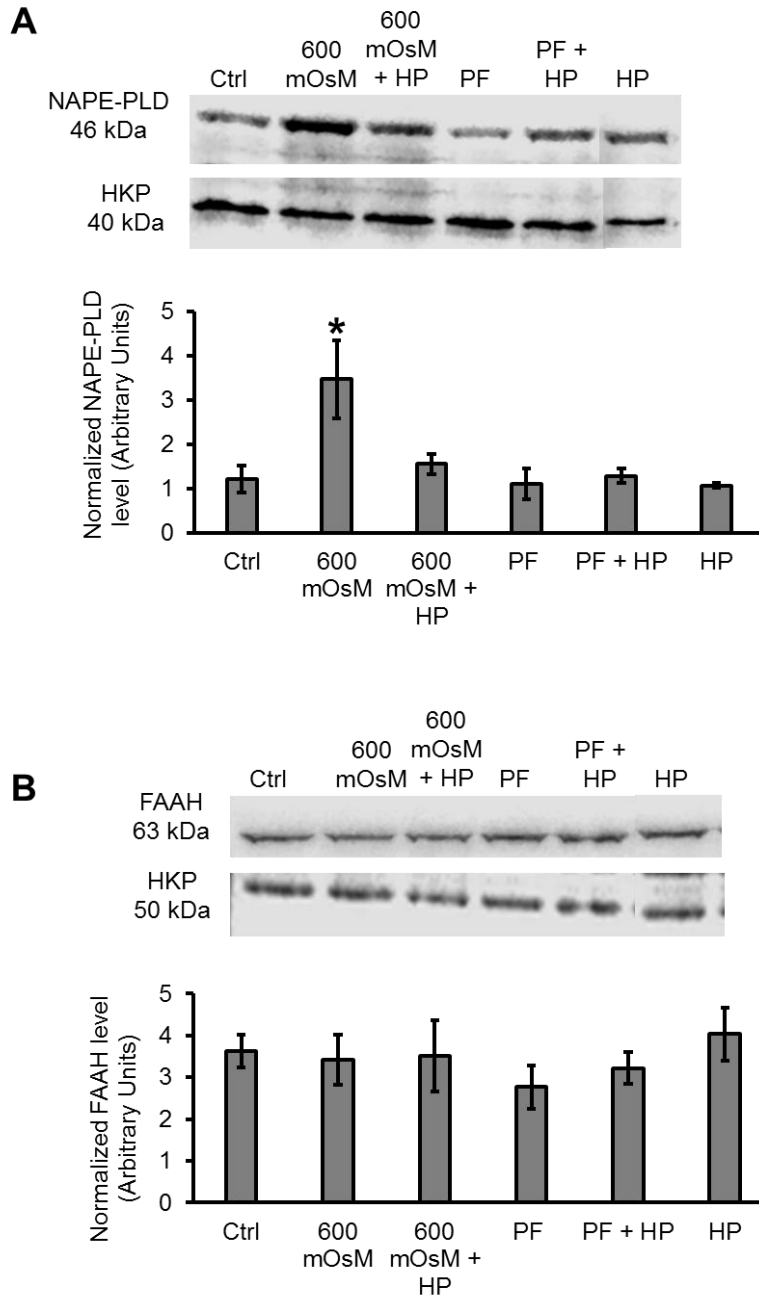 A
Ctrl
600
mOsM
600
mOsM
+ HP
PF
PF +
HP
HP
NAPE-PLD
46 kDa
HKP
40 kDa
Normalized NAPE-PLD
level (Arbitrary Units)
5
4
3
2
1
0
*
Ctrl
600
mOsM
600
mOsM +
HP
PF
PF + HP
HP
B
Ctrl
600
mOsM
600
mOsM
+ HP
PF
PF +
HP
HP
FAAH
63 kDa
HKP
50 kDa
Normalized FAAH level
(Arbitrary Units)
5
4
3
2
1
0
Ctrl
600
mOsM
600
mOsM +
HP
PF
PF + HP
HP